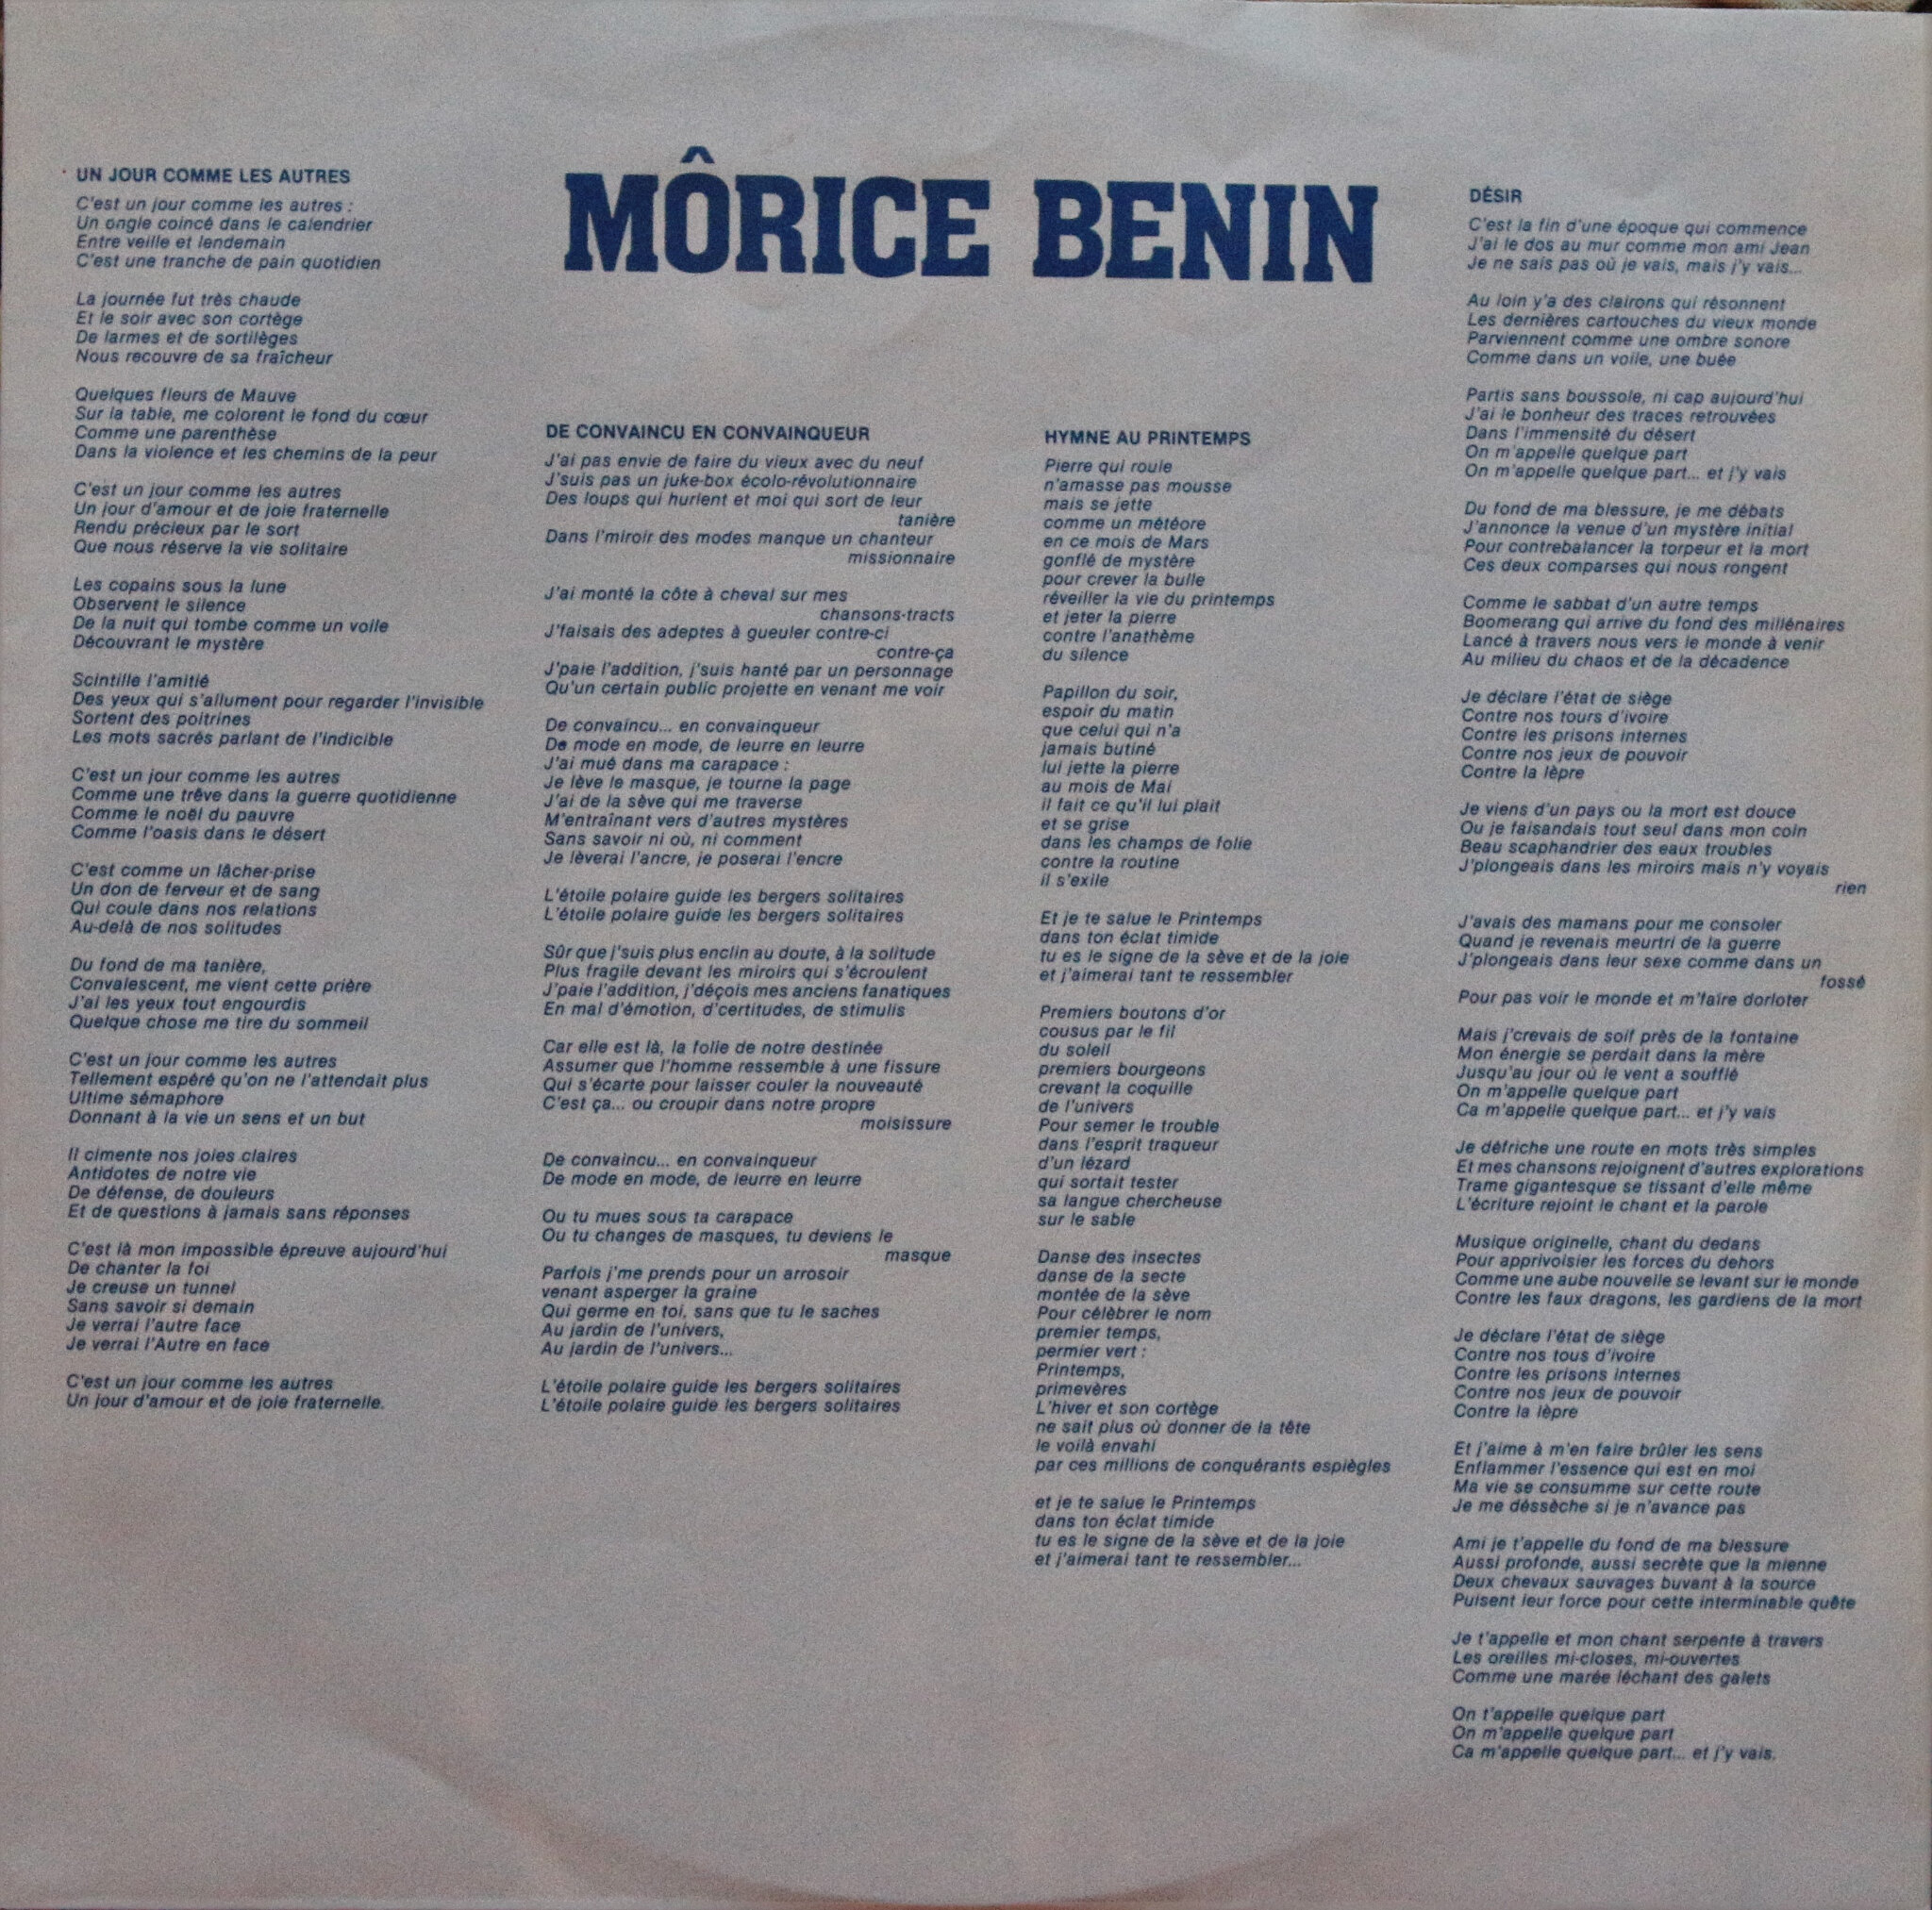 MÔRICE BENIN
UN JOUR COMME LES AUTRES
C'est un jour comme les autres :
Un ongle coincé dans le calendrier
Entre veille et lendemain
C'est une tranche de pain quotidien
La journée fut très chaude
Et le soir avec son cortège
De larmes et de sortilèges
Nous recouvre de sa fraîcheur
Quelques fleurs de Mauve
Sur la table, me colorent le fond du cœur
Comme une parenthèse
Dans la violence et les chemins de la peur
C'est un jour comme les autres
Un jour d'amour et de joie fraternelle
Rendu précieux par le sort
Que nous réserve la vie solitaire
Les copains sous la lune
Observent le silence
De la nuit qui tombe comme un voile
Découvrant le mystère
Scintille l'amitié
Des yeux qui s'allument pour regarder l'invisible
Sortent des poitrines
Les mots sacrés parlant de l'indicible
C'est un jour comme les autres
Comme une trêve dans la guerre quotidienne
Comme le noël du pauvre
Comme l'oasis dans le désert
C'est comme un lâcher-prise
Un don de ferveur et de sang
Qui coule dans nos relations
Au-delà de nos solitudes
Du fond de ma tanière,
Convalescent, me vient cette prière
J'ai les yeux tout engourdis
Quelque chose me tire du sommeil
C'est un jour comme les autres
Tellement espéré qu'on ne l'attendait plus
Ultime sémaphore
Donnant à la vie un sens et un but
Il cimente nos joies claires
Antidotes de notre vie
De défense, de douleurs
Et de questions à jamais sans réponses
C'est là mon impossible épreuve aujourd'hui
De chanter la foi
Je creuse un tunnel
Sans savoir si demain
Je verrai l'autre face
Je verrai l'Autre en face
C'est un jour comme les autres
Un jour d'amour et de joie fraternelle.
DE CONVAINCU EN CONVAINQUEUR
J'ai pas envie de faire du vieux avec du neuf
J'suis pas un juke-box écolo-révolutionnaire
Des loups qui hurlent et moi qui sort de leur
tanière
Dans l'miroir des modes manque un chanteur
missionnaire
J'ai monté la côte à cheval sur mes
chansons-tracts
J'faisais des adeptes à gueuler contre-ci
contre-ça
J'paie l'addition, j'suis hanté par un personnage
Qu'un certain public projette en venant me voir
De convaincu... en convainqueur
De mode en mode, de leurre en leurre
J'ai mué dans ma carapace :
Je lève le masque, je tourne la page
J'ai de la sève qui me traverse
M'entraînant vers d'autres mystères
Sans savoir ni où, ni comment
Je lèverai l'ancre, je poserai l'encre
L'étoile polaire guide les bergers solitaires
L'étoile polaire guide les bergers solitaires
Sûr que j'suis plus enclin au doute, à la solitude
Plus fragile devant les miroirs qui s'écroulent
J'paie l'addition, j'déçois mes anciens fanatiques
En mal d'émotion, d'certitudes, de stimulis
Car elle est là, la folie de notre destinée
Assumer que l'homme ressemble à une fissure
Qui s'écarte pour laisser couler la nouveauté
C'est ça... ou croupir dans notre propre
moisissure
De convaincu... en convainqueur
De mode en mode, de leurre en leurre
Ou tu mues sous ta carapace
Ou tu changes de masques, tu deviens le
masque
Parfois j'me prends pour un arrosoir
venant asperger la graine
Qui germe en toi, sans que tu le saches
Au jardin de l'univers,
Au jardin de l'univers...
L'étoile polaire guide les bergers solitaires
L'étoile polaire guide les bergers solitaires
HYMNE AU PRINTEMPS
Pierre qui roule
n'amasse pas mousse
mais se jette
comme un météore
en ce mois de Mars
gonflé de mystère
pour crever la bulle
réveiller la vie du printemps
et jeter la pierre
contre l'anathème
du silence
Papillon du soir,
espoir du matin
que celui qui n'a
jamais butiné
lui jette la pierre
au mois de Mai
il fait ce qu'il lui plait
et se grise
dans les champs de folie
contre la routine
il s'exile
Et je te salue le Printemps
dans ton éclat timide
tu es le signe de la sève et de la joie
et j'aimerai tant te ressembler
Premiers boutons d'or
cousus par le fil
du soleil
premiers bourgeons
crevant la coquille
de l'univers
Pour semer le trouble
dans l'esprit traqueur
d'un lézard
qui sortait tester
sa langue chercheuse
sur le sable
Danse des insectes
danse de la secte
montée de la sève
Pour célèbrer le nom
premier temps,
permier vert :
Printemps,
primevères
L'hiver et son cortège
ne sait plus où donner de la tête
le voilà envahi
par ces millions de conquérants espiègles
et je te salue le Printemps
dans ton éclat timide
tu es le signe de la sève et de la joie
et j'aimerai tant te ressembler...
DÉSIR
C'est la fin d'une époque qui commence
J'ai le dos au mur comme mon ami Jean
Je ne sais pas où je vais, mais j'y vais...
Au loin y'a des clairons qui résonnent
Les dernières cartouches du vieux monde
Parviennent comme une ombre sonore
Comme dans un voile, une buée
Partis sans boussole, ni cap aujourd'hui
J'ai le bonheur des traces retrouvées
Dans l'immensité du désert
On m'appelle quelque part
On m'appelle quelque part... et j'y vais
Du fond de ma blessure, je me débats
J'annonce la venue d'un mystère initial
Pour contrebalancer la torpeur et la mort
Ces deux comparses qui nous rongent
Comme le sabbat d'un autre temps
Boomerang qui arrive du fond des millénaires
Lancé à travers nous vers le monde à venir
Au milieu du chaos et de la décadence
Je déclare l'état de siège
Contre nos tours d'ivoire
Contre les prisons internes
Contre nos jeux de pouvoir
Contre la lèpre
Je viens d'un pays ou la mort est douce
Ou je faisandais tout seul dans mon coin
Beau scaphandrier des eaux troubles
J'plongeais dans les miroirs mais n'y voyais
rien
J'avais des mamans pour me consoler
Quand je revenais meurtri de la guerre
J'plongeais dans leur sexe comme dans un
fossé
Pour pas voir le monde et m'faire dorloter
Mais j'crevais de soif près de la fontaine
Mon énergie se perdait dans la mère
Jusqu'au jour où le vent a soufflé
On m'appelle quelque part
Ca m'appelle quelque part... et j'y vais
Je défriche une route en mots très simples
Et mes chansons rejoignent d'autres explorations
Trame gigantesque se tissant d'elle même
L'écriture rejoint le chant et la parole
Musique originelle, chant du dedans
Pour apprivoisier les forces du dehors
Comme une aube nouvelle se levant sur le monde
Contre les faux dragons, les gardiens de la mort
Je déclare l'état de siège
Contre nos tous d'ivoire
Contre les prisons internes
Contre nos jeux de pouvoir
Contre la lèpre
Et j'aime à m'en faire brûler les sens
Enflammer l'essence qui est en moi
Ma vie se consumme sur cette route
Je me déssèche si je n'avance pas
Ami je t'appelle du fond de ma blessure
Aussi profonde, aussi secrète que la mienne
Deux chevaux sauvages buvant à la source
Puisent leur force pour cette interminable quête
Je t'appelle et mon chant serpente à travers
Les oreilles mi-closes, mi-ouvertes
Comme une marée léchant des galets
On t'appelle quelque part
On m'appelle quelque part
Ca m'appelle quelque part... et j'y vais.